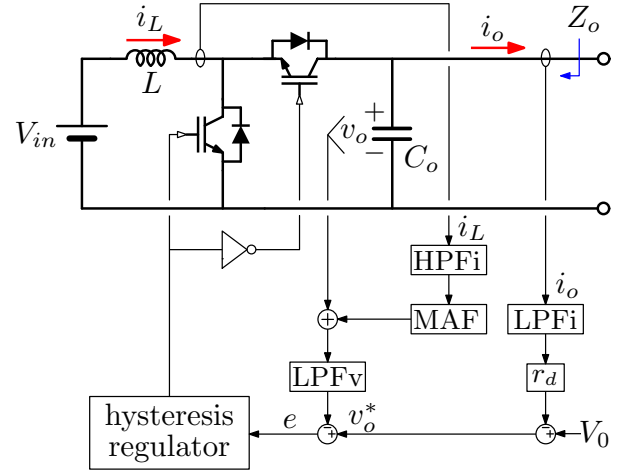 i_L
i_o
Z_o
L
V_in
+
v_o
−
C_o
i_L
HPFi
i_o
+
MAF
LPFi
LPFv
r_d
hysteresis
regulator
e
+
−
v_o^*
+
−
V_0